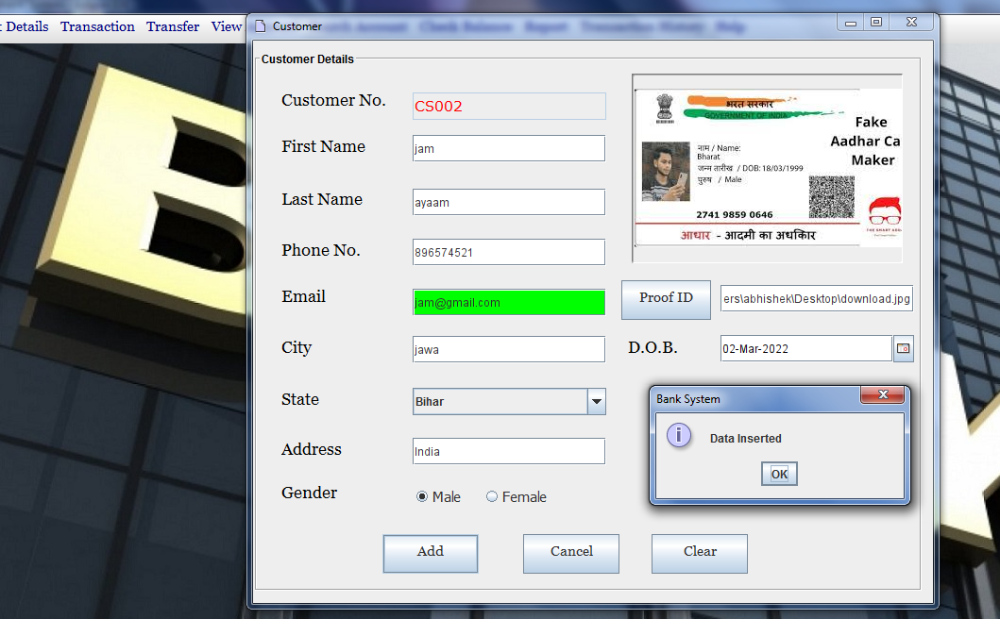 Details Transaction Transfer View Search Account Check Balance Report Transaction History Help
Customer
Customer Details
Customer No.
CS002
First Name
jam
Last Name
ayaam
Phone No.
896574521
Email
jam@gmail.com
City
jawa
State
Bihar
Address
India
Gender
Male
Female
भारत सरकार
GOVERNMENT OF INDIA
नाम / Name:
Bharat
जन्म तारीख / DOB: 18/03/1999
पुरुष / Male
2741 9859 0646
आधार - आदमी का अधिकार
Fake
Aadhar Ca
Maker
Proof ID
ers\abhishek\Desktop\download.jpg
D.O.B.
02-Mar-2022
Bank System
i
Data Inserted
OK
Add
Cancel
Clear
B